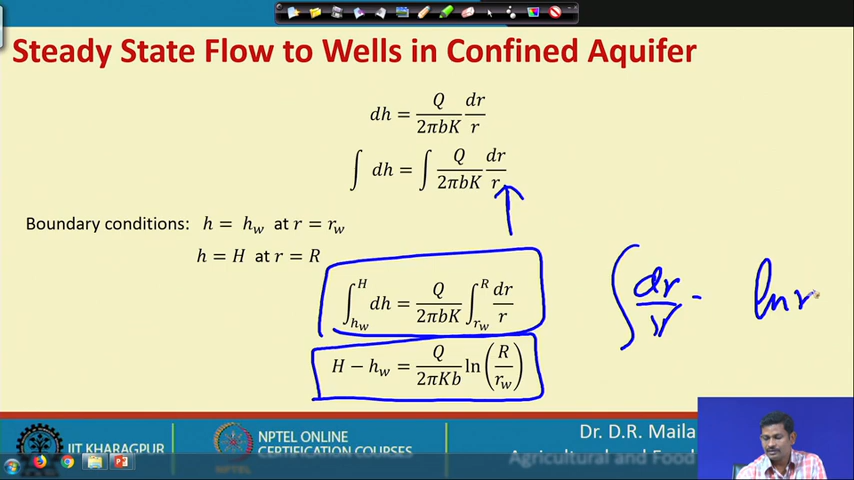 Steady State Flow to Wells in Confined Aquifer
dh = Q/(2πbK) dr/r
∫ dh = ∫ Q/(2πbK) dr/r
Boundary conditions: h = h_w at r = r_w
h = H at r = R
∫_{h_w}^{H} dh = Q/(2πbK) ∫_{r_w}^{R} dr/r
∫ dr/r = ln r
H − h_w = Q/(2πKb) ln(R/r_w)
IIT KHARAGPUR
NPTEL ONLINE
CERTIFICATION COURSES
Dr. D.R. Maila
Agricultural and Food